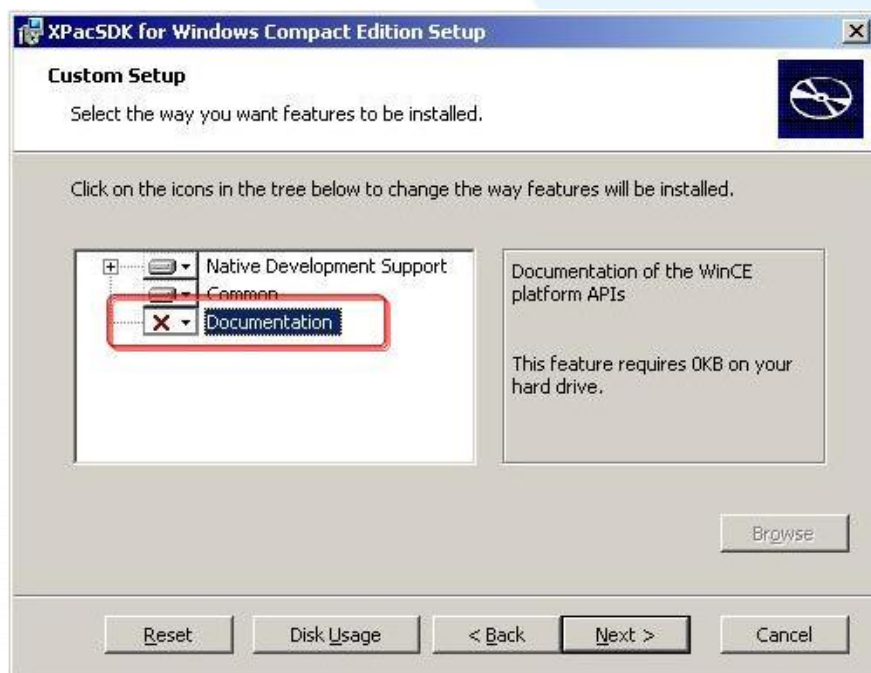 XPacSDK for Windows Compact Edition Setup
Custom Setup
Select the way you want features to be installed.
Click on the icons in the tree below to change the way features will be installed.
Native Development Support
Common
Documentation
Documentation of the WinCE
platform APIs
This feature requires 0KB on your
hard drive.
Browse
Reset
Disk Usage
< Back
Next >
Cancel